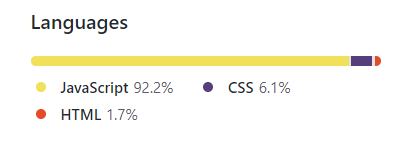 Languages
JavaScript 92.2% CSS 6.1%
HTML 1.7%